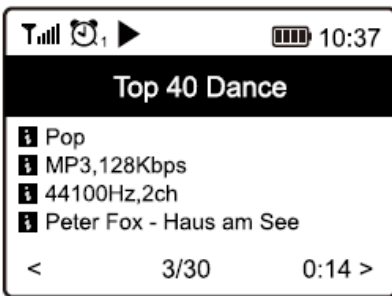 1 10:37
Top 40 Dance
i Pop
i MP3,128Kbps
i 44100Hz,2ch
i Peter Fox - Haus am See
< 3/30 0:14 >